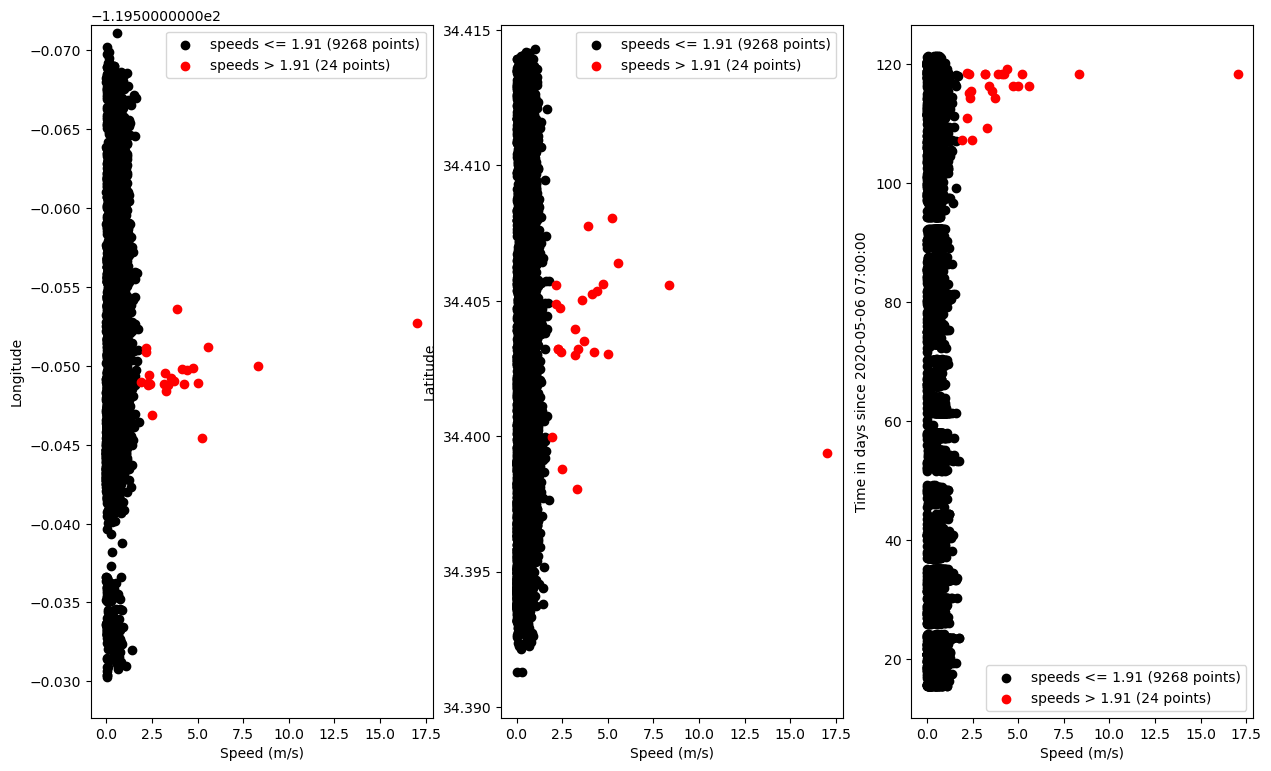 −1.1950000000e2
speeds <= 1.91 (9268 points)
speeds > 1.91 (24 points)
−0.070
−0.065
−0.060
−0.055
−0.050
−0.045
−0.040
−0.035
−0.030
Longitude
0.0 2.5 5.0 7.5 10.0 12.5 15.0 17.5
Speed (m/s)
speeds <= 1.91 (9268 points)
speeds > 1.91 (24 points)
34.415
34.410
34.405
34.400
34.395
34.390
Latitude
0.0 2.5 5.0 7.5 10.0 12.5 15.0 17.5
Speed (m/s)
120
100
80
60
40
20
Time in days since 2020-05-06 07:00:00
speeds <= 1.91 (9268 points)
speeds > 1.91 (24 points)
0.0 2.5 5.0 7.5 10.0 12.5 15.0 17.5
Speed (m/s)